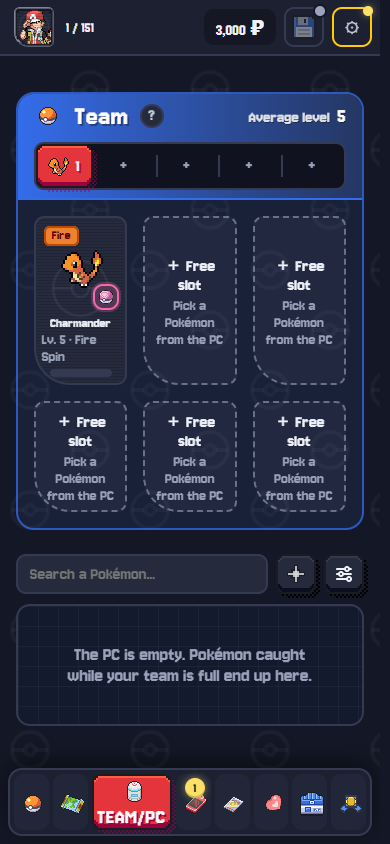 1 / 151
3,000 ₽
Team
?
Average level 5
1 + + + +
Fire
Charmander
Lv. 5 · Fire
Spin
+ Free
slot
Pick a
Pokémon
from the PC
+ Free
slot
Pick a
Pokémon
from the PC
+ Free
slot
Pick a
Pokémon
from the PC
+ Free
slot
Pick a
Pokémon
from the PC
+ Free
slot
Pick a
Pokémon
from the PC
Search a Pokémon...
The PC is empty. Pokémon caught
while your team is full end up here.
TEAM/PC
1